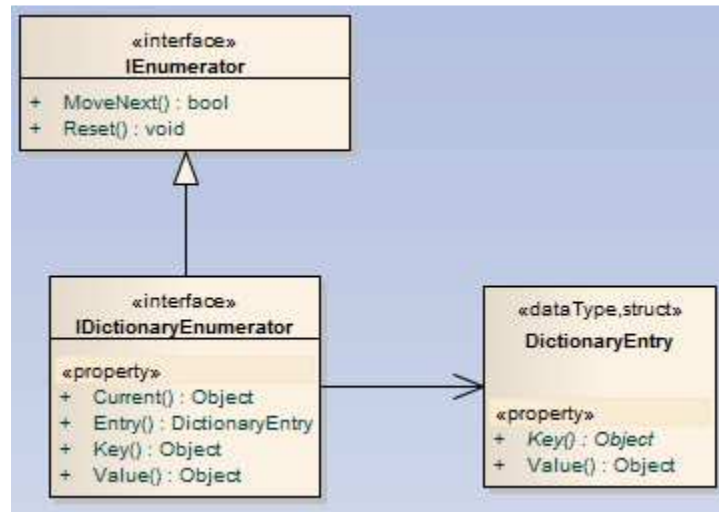 «interface»
IEnumerator
+ MoveNext() : bool
+ Reset() : void
«interface»
IDictionaryEnumerator
«property»
+ Current() : Object
+ Entry() : DictionaryEntry
+ Key() : Object
+ Value() : Object
«dataType,struct»
DictionaryEntry
«property»
+ Key() : Object
+ Value() : Object